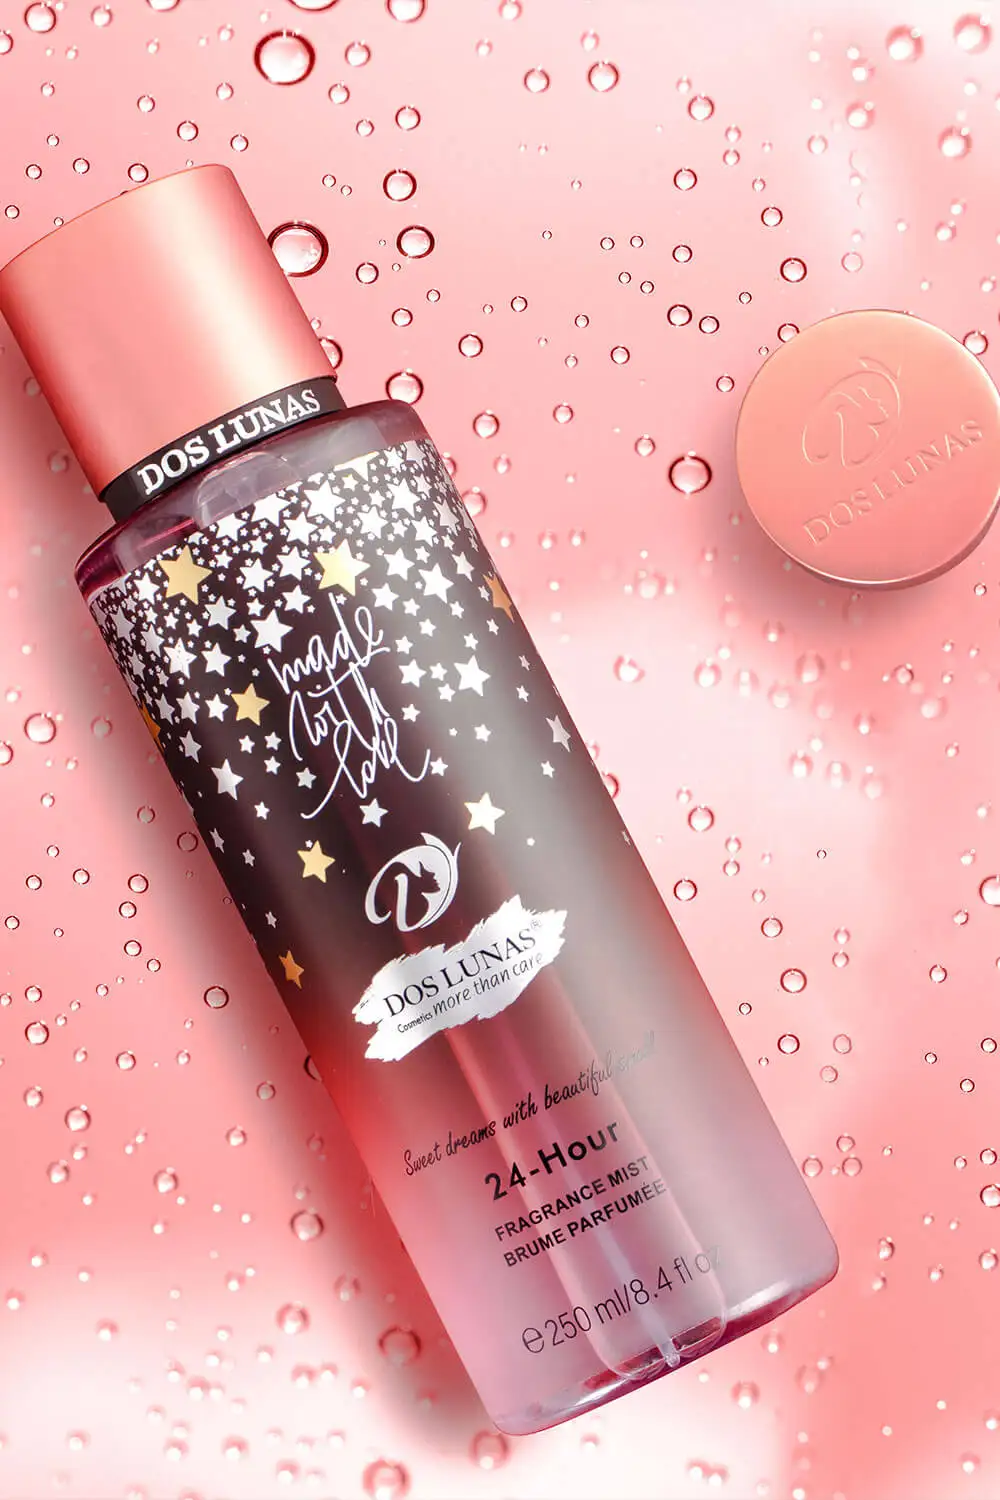 DOS LUNAS
made
with
love
DOS LUNAS®
Cosmetics more than care
Sweet dreams with beautiful smell
24-Hour
FRAGRANCE MIST
BRUME PARFUMÉE
℮ 250 ml/8.4 fl oz
DOS LUNAS